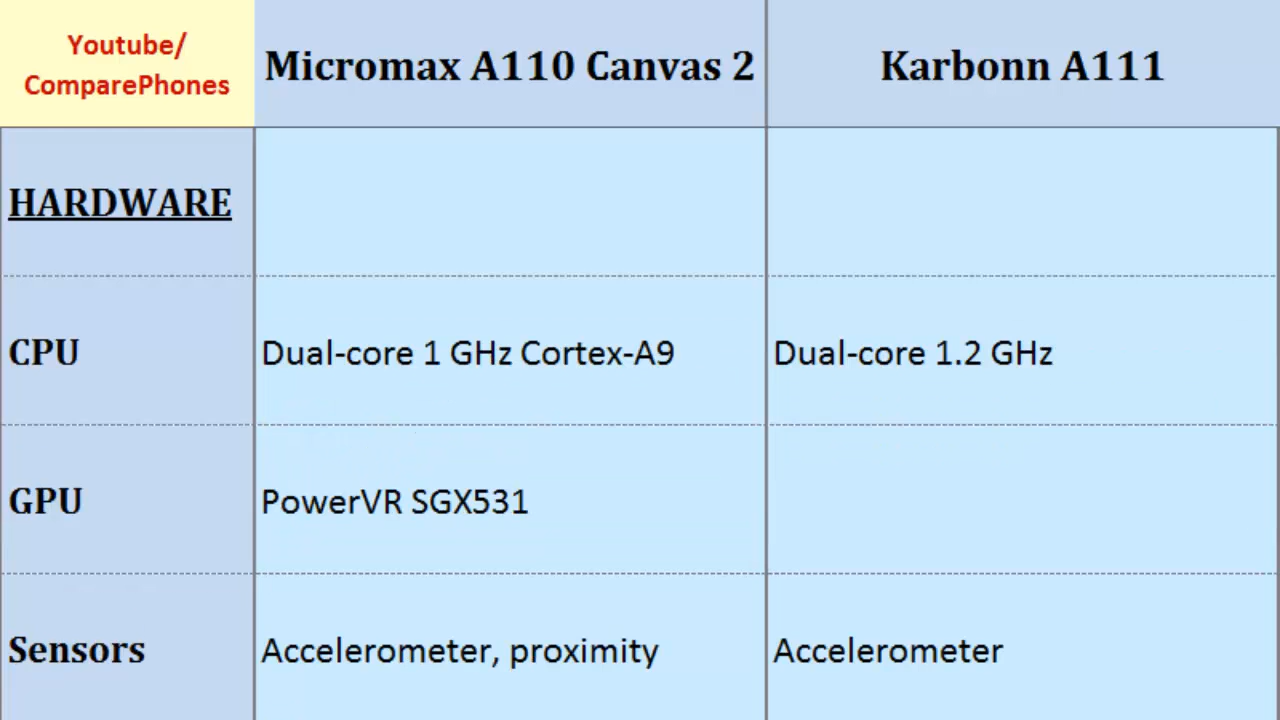 Youtube/
ComparePhones
Micromax A110 Canvas 2
Karbonn A111
HARDWARE
CPU
Dual-core 1 GHz Cortex-A9
Dual-core 1.2 GHz
GPU
PowerVR SGX531
Sensors
Accelerometer, proximity
Accelerometer